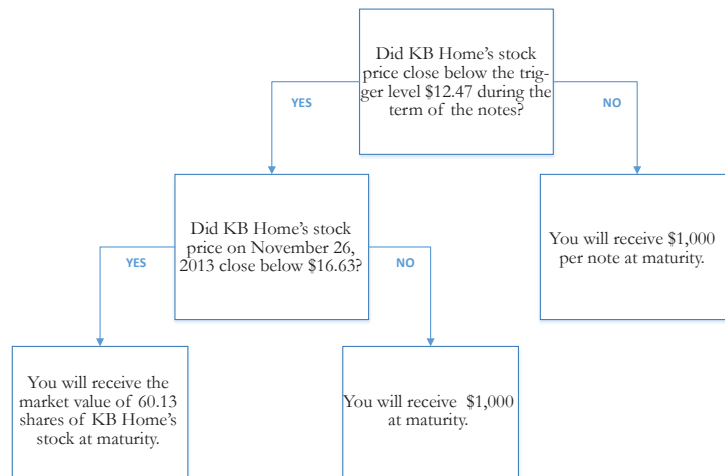 Did KB Home's stock
price close below the trig-
ger level $12.47 during the
term of the notes?
YES
NO
Did KB Home's stock
price on November 26,
2013 close below $16.63?
You will receive $1,000
per note at maturity.
YES
NO
You will receive the
market value of 60.13
shares of KB Home's
stock at maturity.
You will receive $1,000
at maturity.